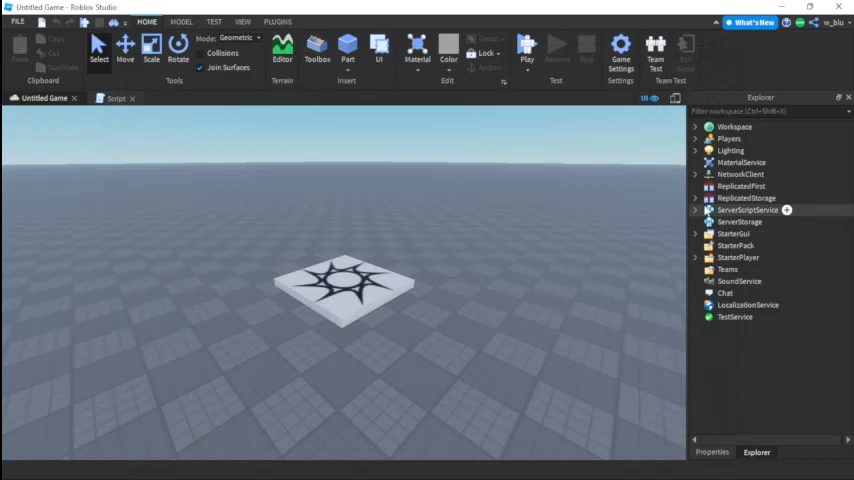 Untitled Game - Roblox Studio
FILE HOME MODEL TEST VIEW PLUGINS What's New w_blu
Paste Copy Cut Duplicate Select Move Scale Rotate Mode: Geometric Collisions Join Surfaces Editor Toolbox Part UI Material Color Group Lock Anchor Play Resume Stop Game Settings Team Test Exit Game
Clipboard Tools Terrain Insert Edit Test Settings Team Test
Untitled Game Script UI Explorer
Filter workspace (Ctrl+Shift+X)
Workspace
Players
Lighting
MaterialService
NetworkClient
ReplicatedFirst
ReplicatedStorage
ServerScriptService
ServerStorage
StarterGui
StarterPack
StarterPlayer
Teams
SoundService
Chat
LocalizationService
TestService
Properties Explorer